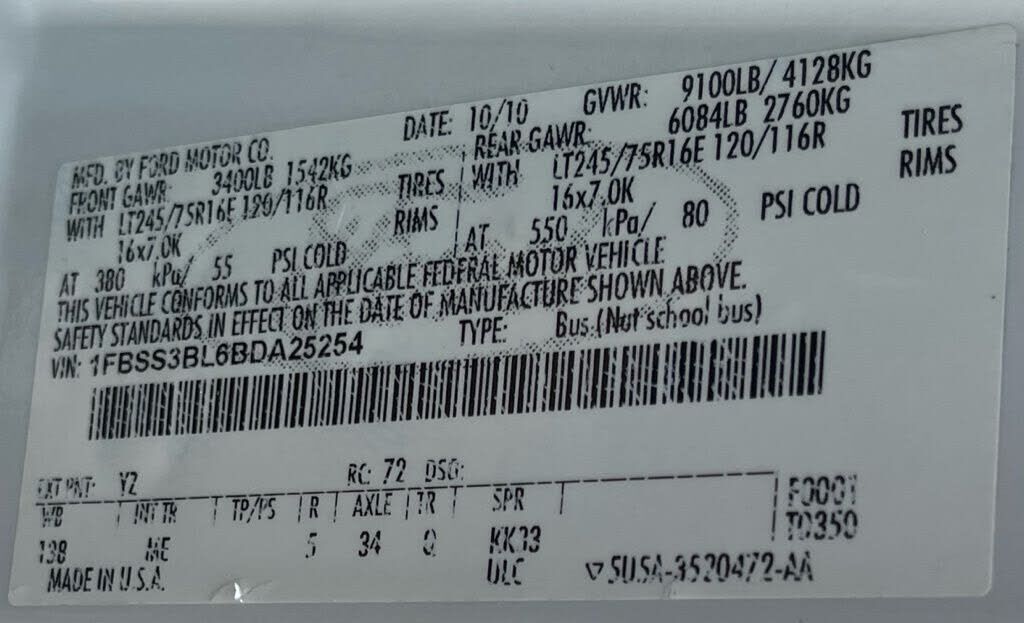 MFD. BY FORD MOTOR CO. DATE: 10/10 GVWR: 9100LB/ 4128KG
FRONT GAWR: 3400LB 1542KG REAR GAWR: 6084LB 2760KG
WITH LT245/75R16E 120/116R TIRES WITH LT245/75R16E 120/116R TIRES
16x7.0K RIMS 16x7.0K RIMS
AT 380 kPa/ 55 PSI COLD AT 550 kPa/ 80 PSI COLD
THIS VEHICLE CONFORMS TO ALL APPLICABLE FEDERAL MOTOR VEHICLE
SAFETY STANDARDS IN EFFECT ON THE DATE OF MANUFACTURE SHOWN ABOVE.
VIN: 1FBSS3BL6BDA25254 TYPE: Bus (Not school bus)
EXT PNT: YZ RC: 72 DSO:
WB INT TR TP/PS R AXLE TR SPR F0001
138 ME 5 34 Q KK33 T0350
MADE IN U.S.A. ULC ▽5U5A-3520472-AA